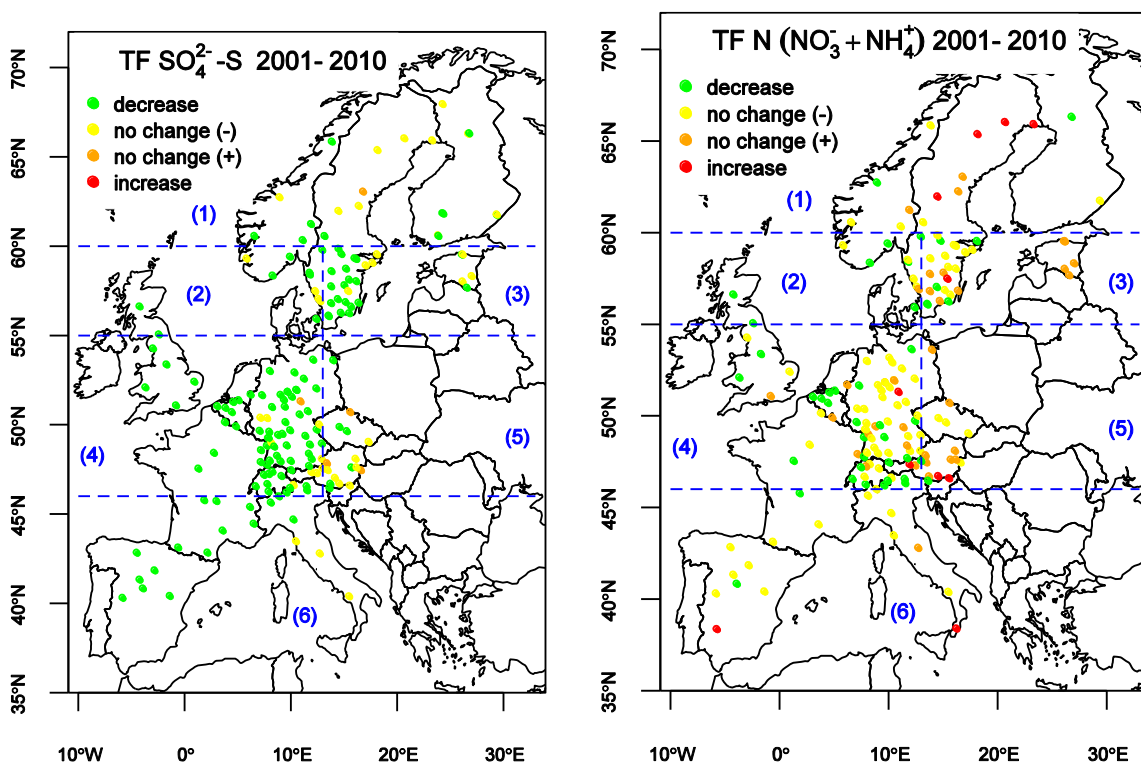 TF SO₄²⁻-S 2001-2010
decrease
no change (-)
no change (+)
increase
(1)
(2)
(3)
(4)
(5)
(6)
70°N
65°N
60°N
55°N
50°N
45°N
40°N
35°N
10°W
0°
10°E
20°E
30°E
TF N (NO₃⁻ + NH₄⁺) 2001-2010
decrease
no change (-)
no change (+)
increase
(1)
(2)
(3)
(4)
(5)
(6)
70°N
65°N
60°N
55°N
50°N
45°N
40°N
35°N
10°W
0°
10°E
20°E
30°E